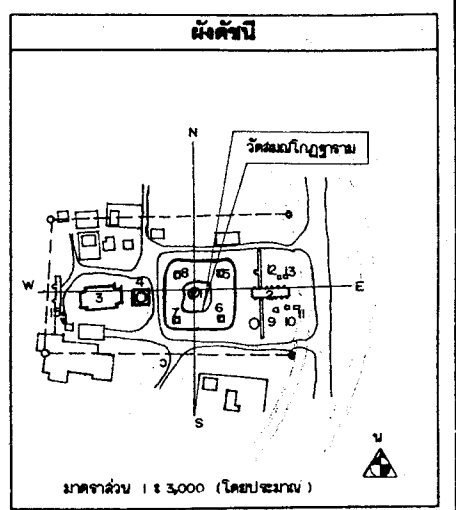 ผังดัชนี
N
วัดสมณโกฏฐาราม
8 5
12 13
W 3 4 1 2 E
7 6 9 10 11
S
น
มาตราส่วน 1 : 3,000 (โดยประมาณ)